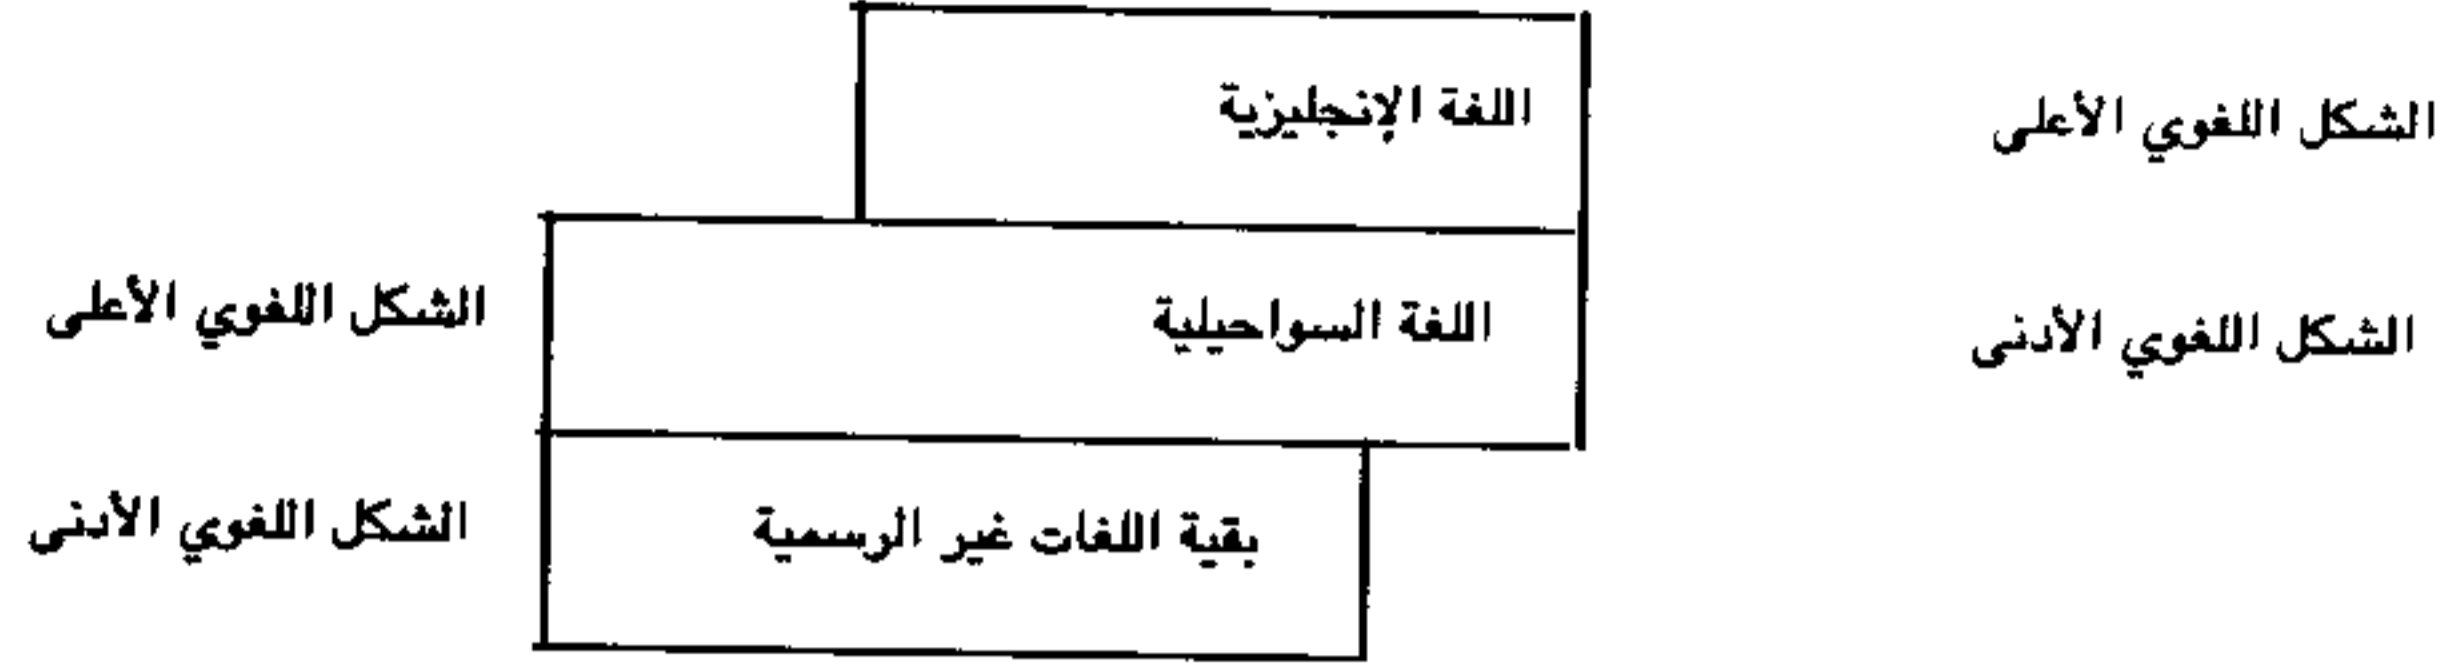 الشكل اللغوي الأعلى
اللغة الإنجليزية
الشكل اللغوي الأدنى
اللغة السواحيلية
الشكل اللغوي الأعلى
بقية اللغات غير الرسمية
الشكل اللغوي الأدنى